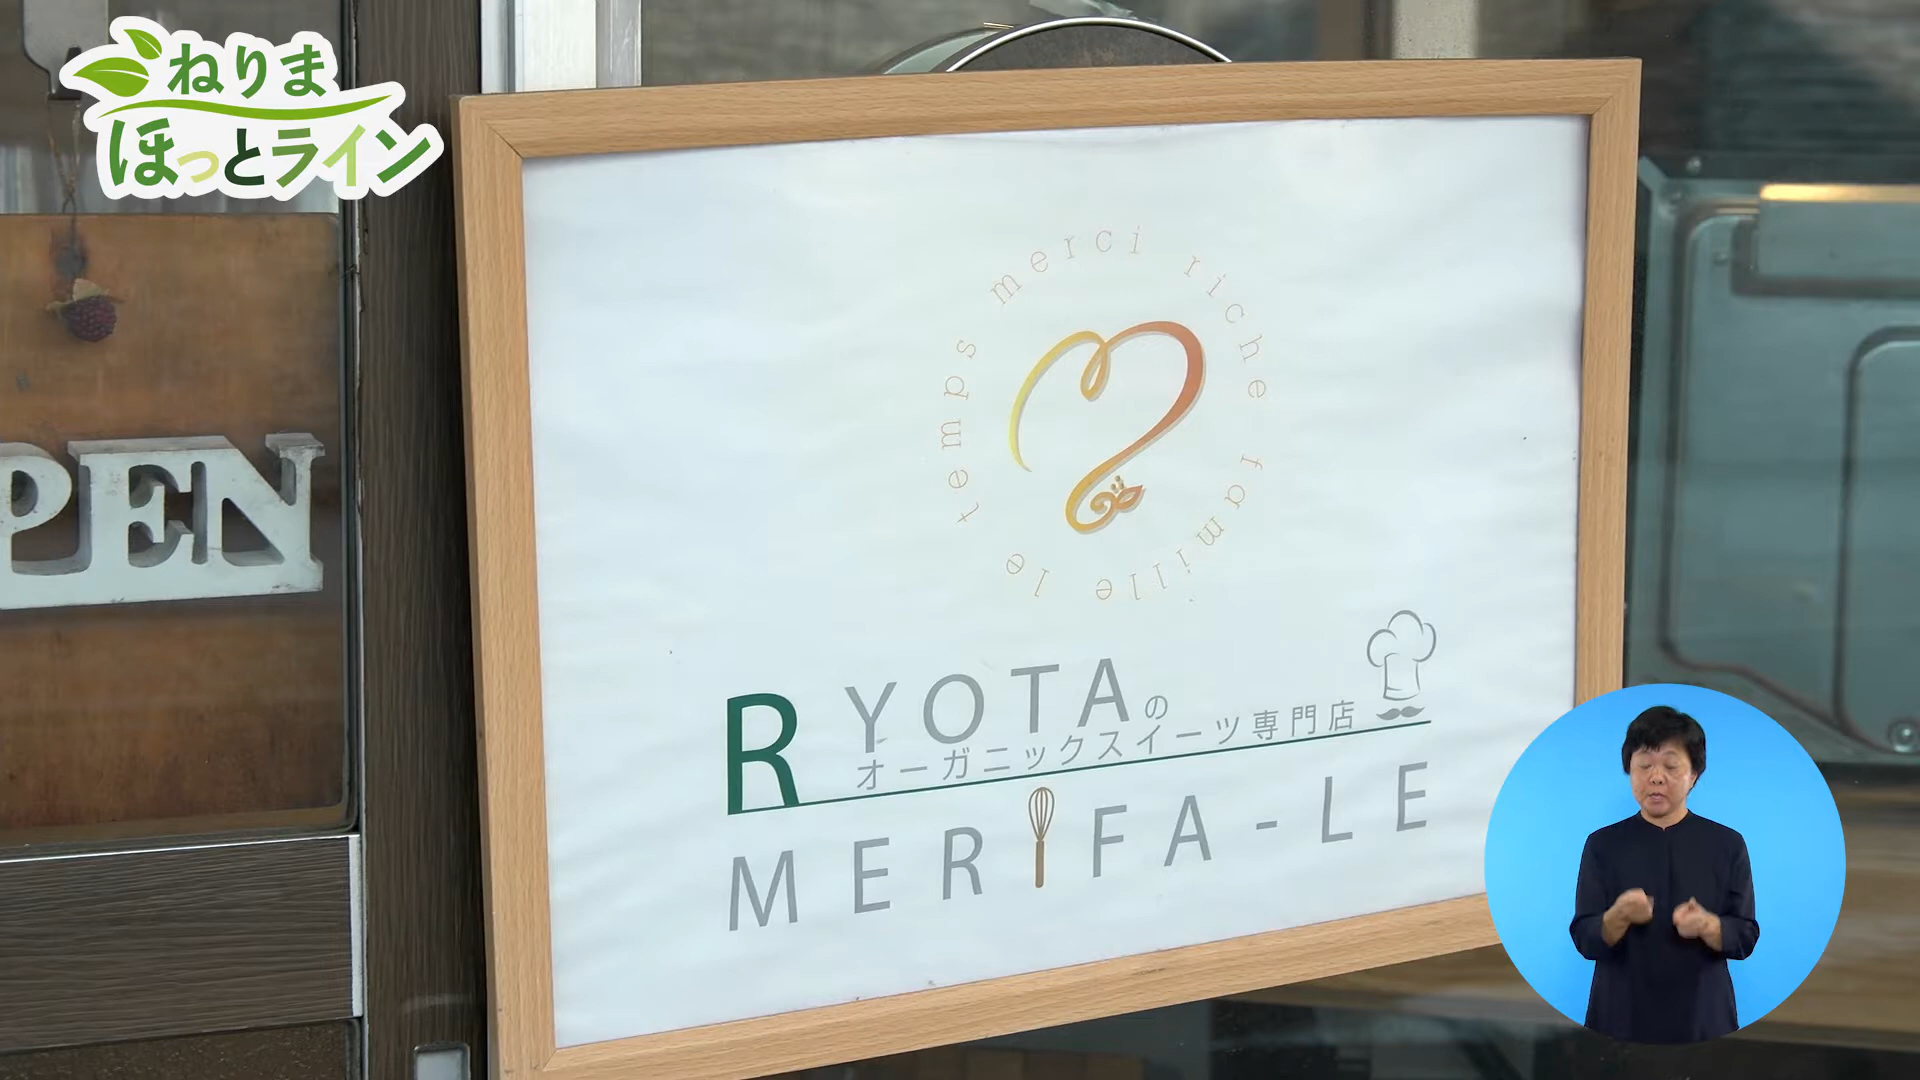 ねりま
ほっとライン
PEN
merci riche famille le temps
RYOTAの
オーガニックスイーツ専門店
MERIFA-LE